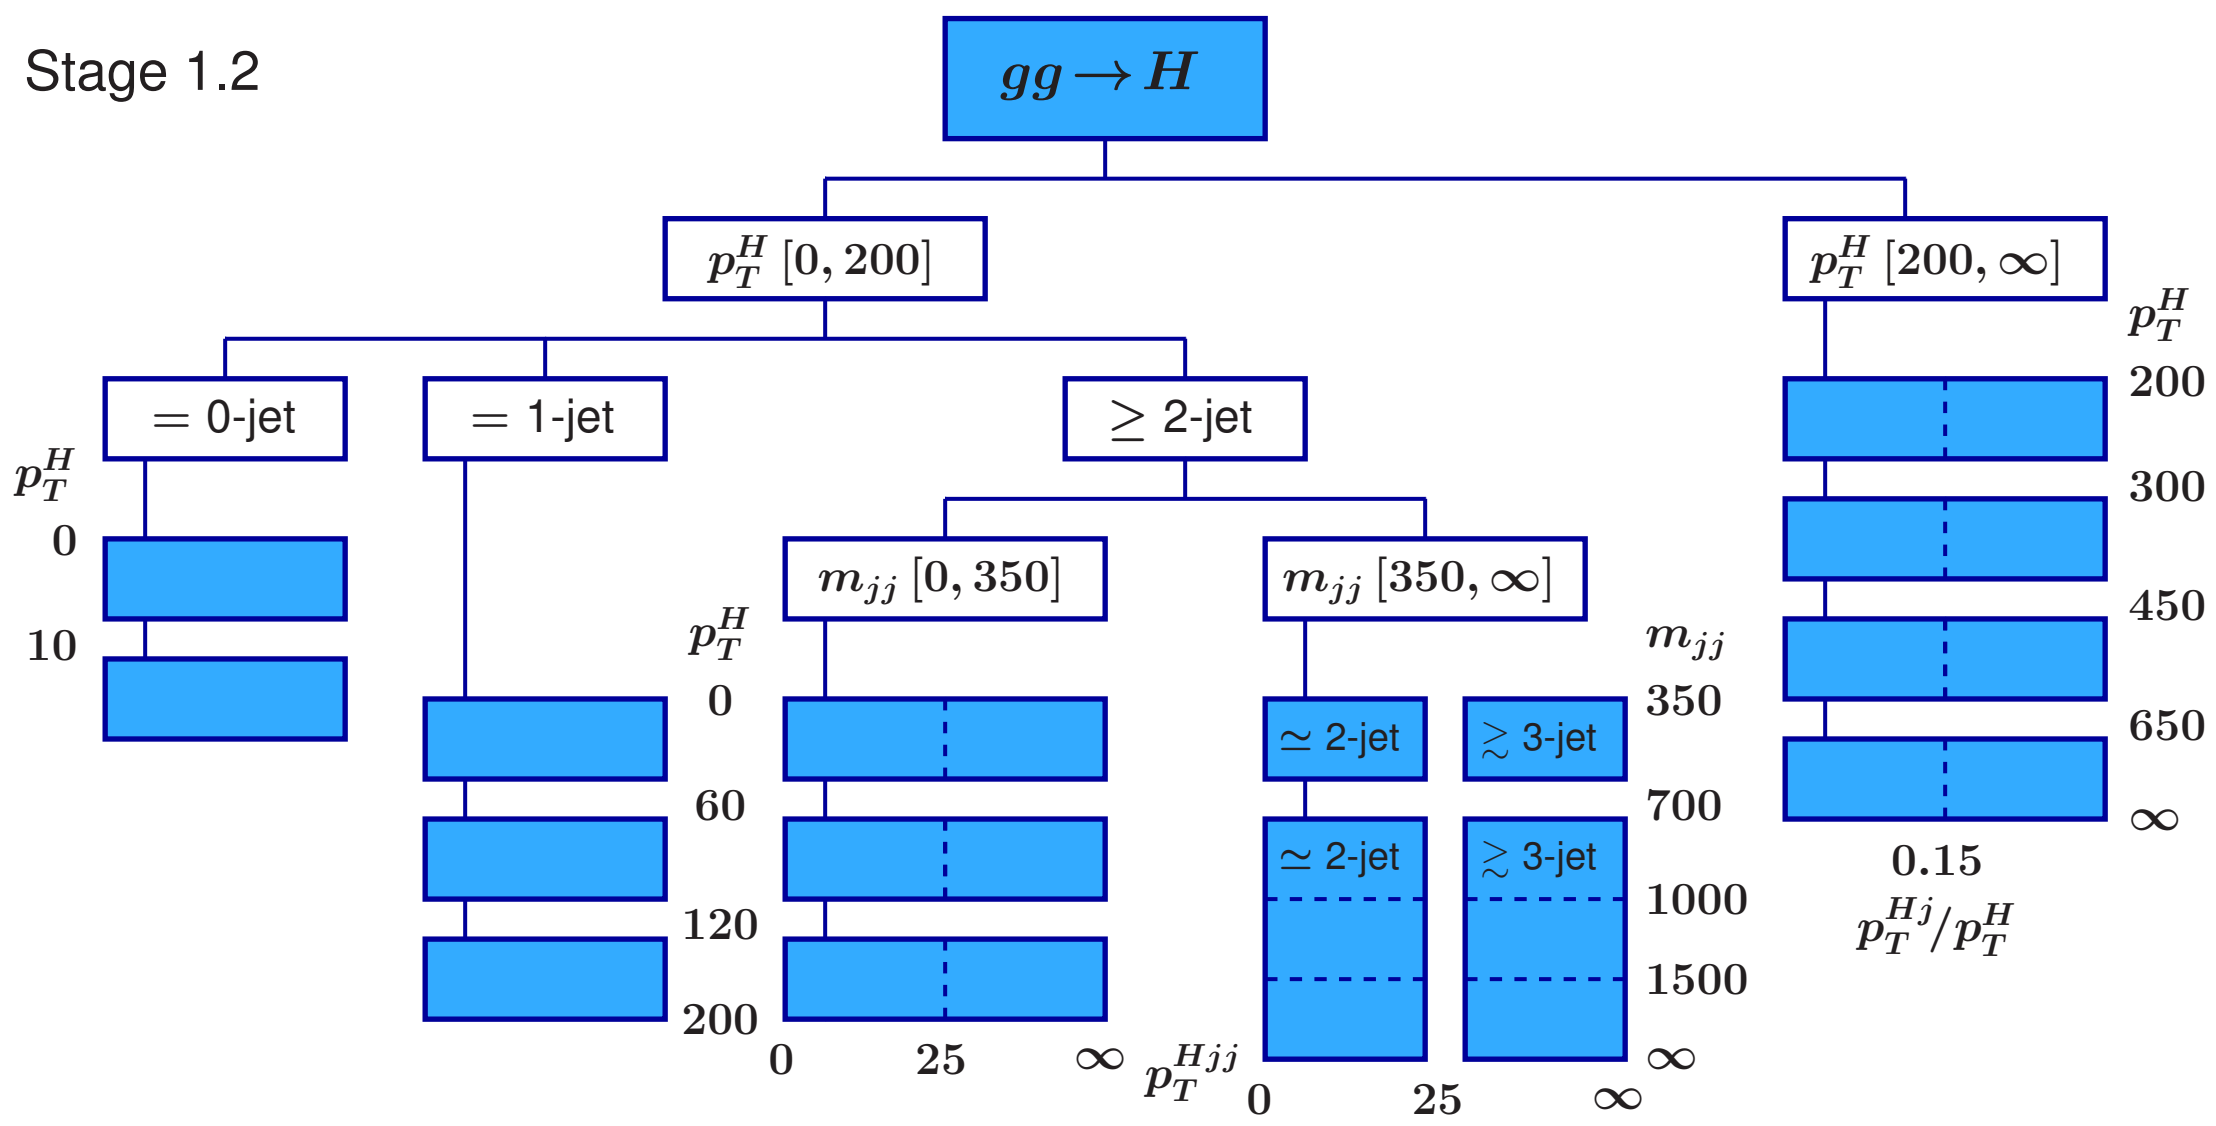 Stage 1.2
gg → H
p_T^H [0, 200]
p_T^H [200, ∞]
= 0-jet
= 1-jet
≥ 2-jet
p_T^H
0
10
m_jj [0, 350]
m_jj [350, ∞]
p_T^H
0
60
120
200
0 25 ∞
≃ 2-jet
≳ 3-jet
≃ 2-jet
≳ 3-jet
m_jj
350
700
1000
1500
∞
p_T^Hjj
0 25 ∞
p_T^H
200
300
450
650
∞
0.15
p_T^Hj/p_T^H